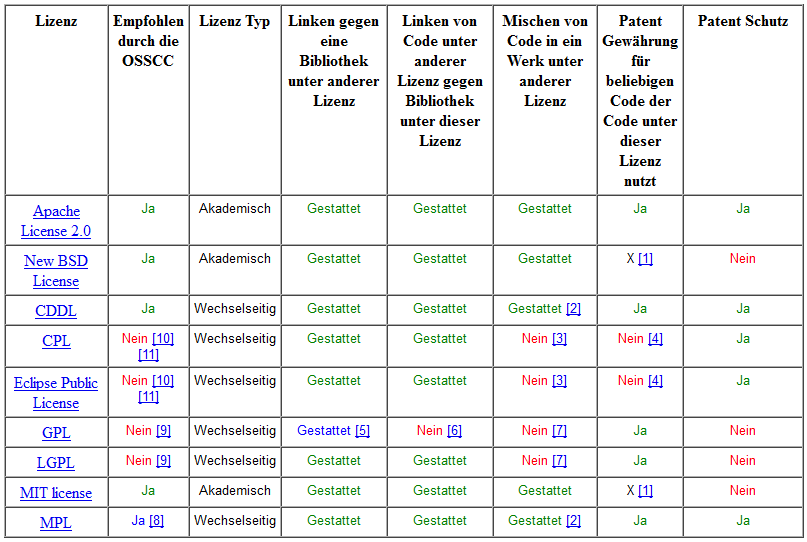 Lizenz
Empfohlen
durch die
OSSCC
Lizenz Typ
Linken gegen
eine
Bibliothek
unter anderer
Lizenz
Linken von
Code unter
anderer
Lizenz gegen
Bibliothek
unter dieser
Lizenz
Mischen von
Code in ein
Werk unter
anderer
Lizenz
Patent
Gewährung
für
beliebigen
Code der
Code unter
dieser
Lizenz
nutzt
Patent Schutz
Apache
License 2.0
Ja
Akademisch
Gestattet
Gestattet
Gestattet
Ja
Ja
New BSD
License
Ja
Akademisch
Gestattet
Gestattet
Gestattet
X [1]
Nein
CDDL
Ja
Wechselseitig
Gestattet
Gestattet
Gestattet [2]
Ja
Ja
CPL
Nein [10]
[11]
Wechselseitig
Gestattet
Gestattet
Nein [3]
Nein [4]
Ja
Eclipse Public
License
Nein [10]
[11]
Wechselseitig
Gestattet
Gestattet
Nein [3]
Nein [4]
Ja
GPL
Nein [9]
Wechselseitig
Gestattet [5]
Nein [6]
Nein [7]
Ja
Nein
LGPL
Nein [9]
Wechselseitig
Gestattet
Gestattet
Nein [7]
Ja
Nein
MIT license
Ja
Akademisch
Gestattet
Gestattet
Gestattet
X [1]
Nein
MPL
Ja [8]
Wechselseitig
Gestattet
Gestattet
Gestattet [2]
Ja
Ja